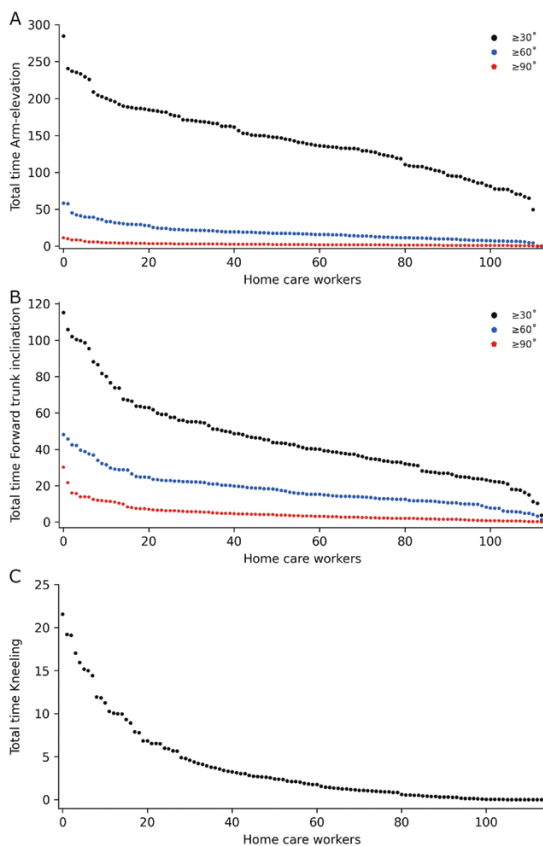 A
Total time Arm-elevation
300
250
200
150
100
50
0
0 20 40 60 80 100
Home care workers
≥30°
≥60°
≥90°
B
Total time Forward trunk inclination
120
100
80
60
40
20
0
0 20 40 60 80 100
Home care workers
≥30°
≥60°
≥90°
C
Total time Kneeling
25
20
15
10
5
0
0 20 40 60 80 100
Home care workers